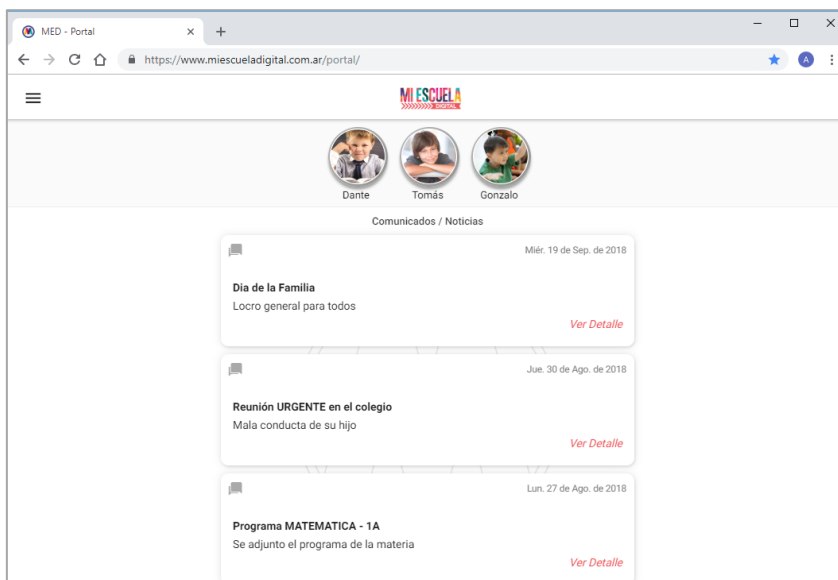 MED - Portal
https://www.miescueladigital.com.ar/portal/
A
MI ESCUELA
DIGITAL
Dante Tomás Gonzalo
Comunicados / Noticias
Miér. 19 de Sep. de 2018
Dia de la Familia
Locro general para todos
Ver Detalle
Jue. 30 de Ago. de 2018
Reunión URGENTE en el colegio
Mala conducta de su hijo
Ver Detalle
Lun. 27 de Ago. de 2018
Programa MATEMATICA - 1A
Se adjunto el programa de la materia
Ver Detalle